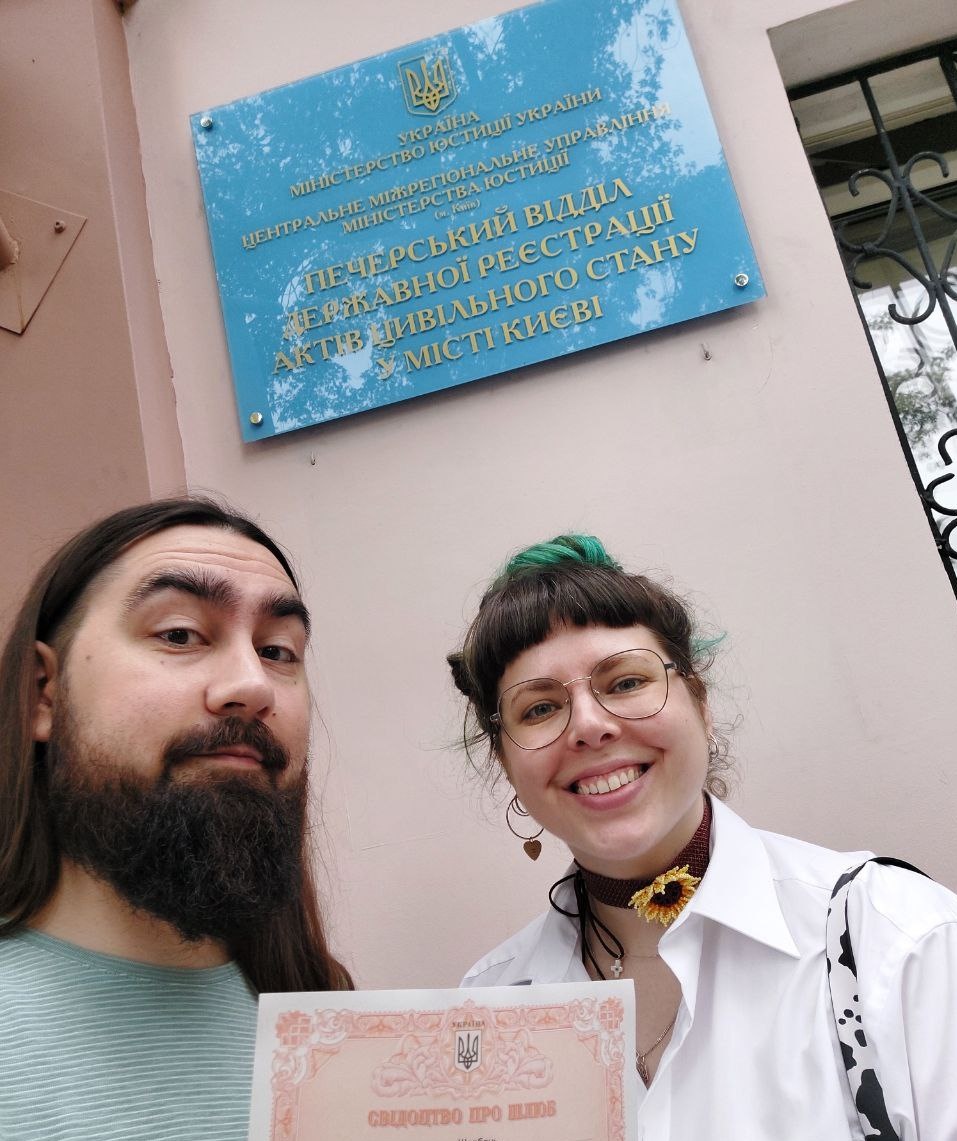 УКРАЇНА
МІНІСТЕРСТВО ЮСТИЦІЇ УКРАЇНИ
ЦЕНТРАЛЬНЕ МІЖРЕГІОНАЛЬНЕ УПРАВЛІННЯ
МІНІСТЕРСТВА ЮСТИЦІЇ
(м. Київ)
ПЕЧЕРСЬКИЙ ВІДДІЛ
ДЕРЖАВНОЇ РЕЄСТРАЦІЇ
АКТІВ ЦИВІЛЬНОГО СТАНУ
У МІСТІ КИЄВІ
УКРАЇНА
СВІДОЦТВО ПРО ШЛЮБ